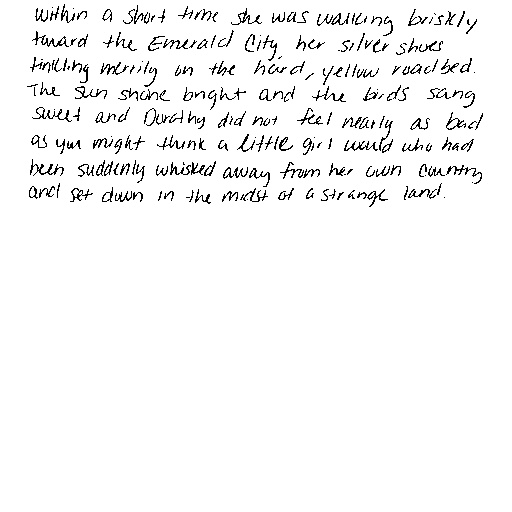 Within a short time she was walking briskly
toward the Emerald City, her silver shoes
tinkling merrily on the hard, yellow roadbed.
The sun shone bright and the birds sang
sweet and Dorothy did not feel nearly as bad
as you might think a little girl would who had
been suddenly whisked away from her own country
and set down in the midst of a strange land.